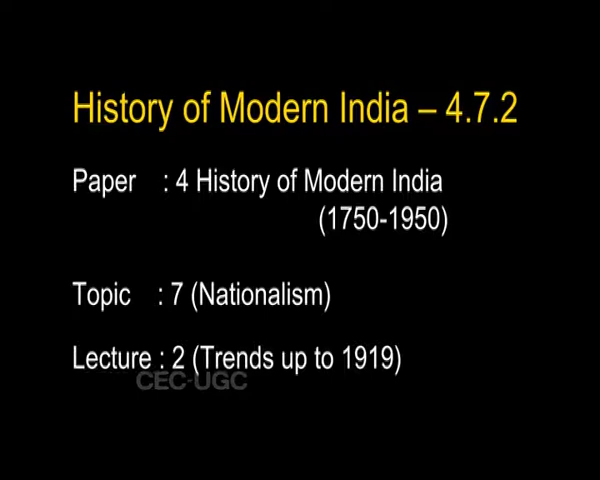 History of Modern India – 4.7.2
Paper : 4 History of Modern India
(1750-1950)
Topic : 7 (Nationalism)
Lecture : 2 (Trends up to 1919)
CEC-UGC